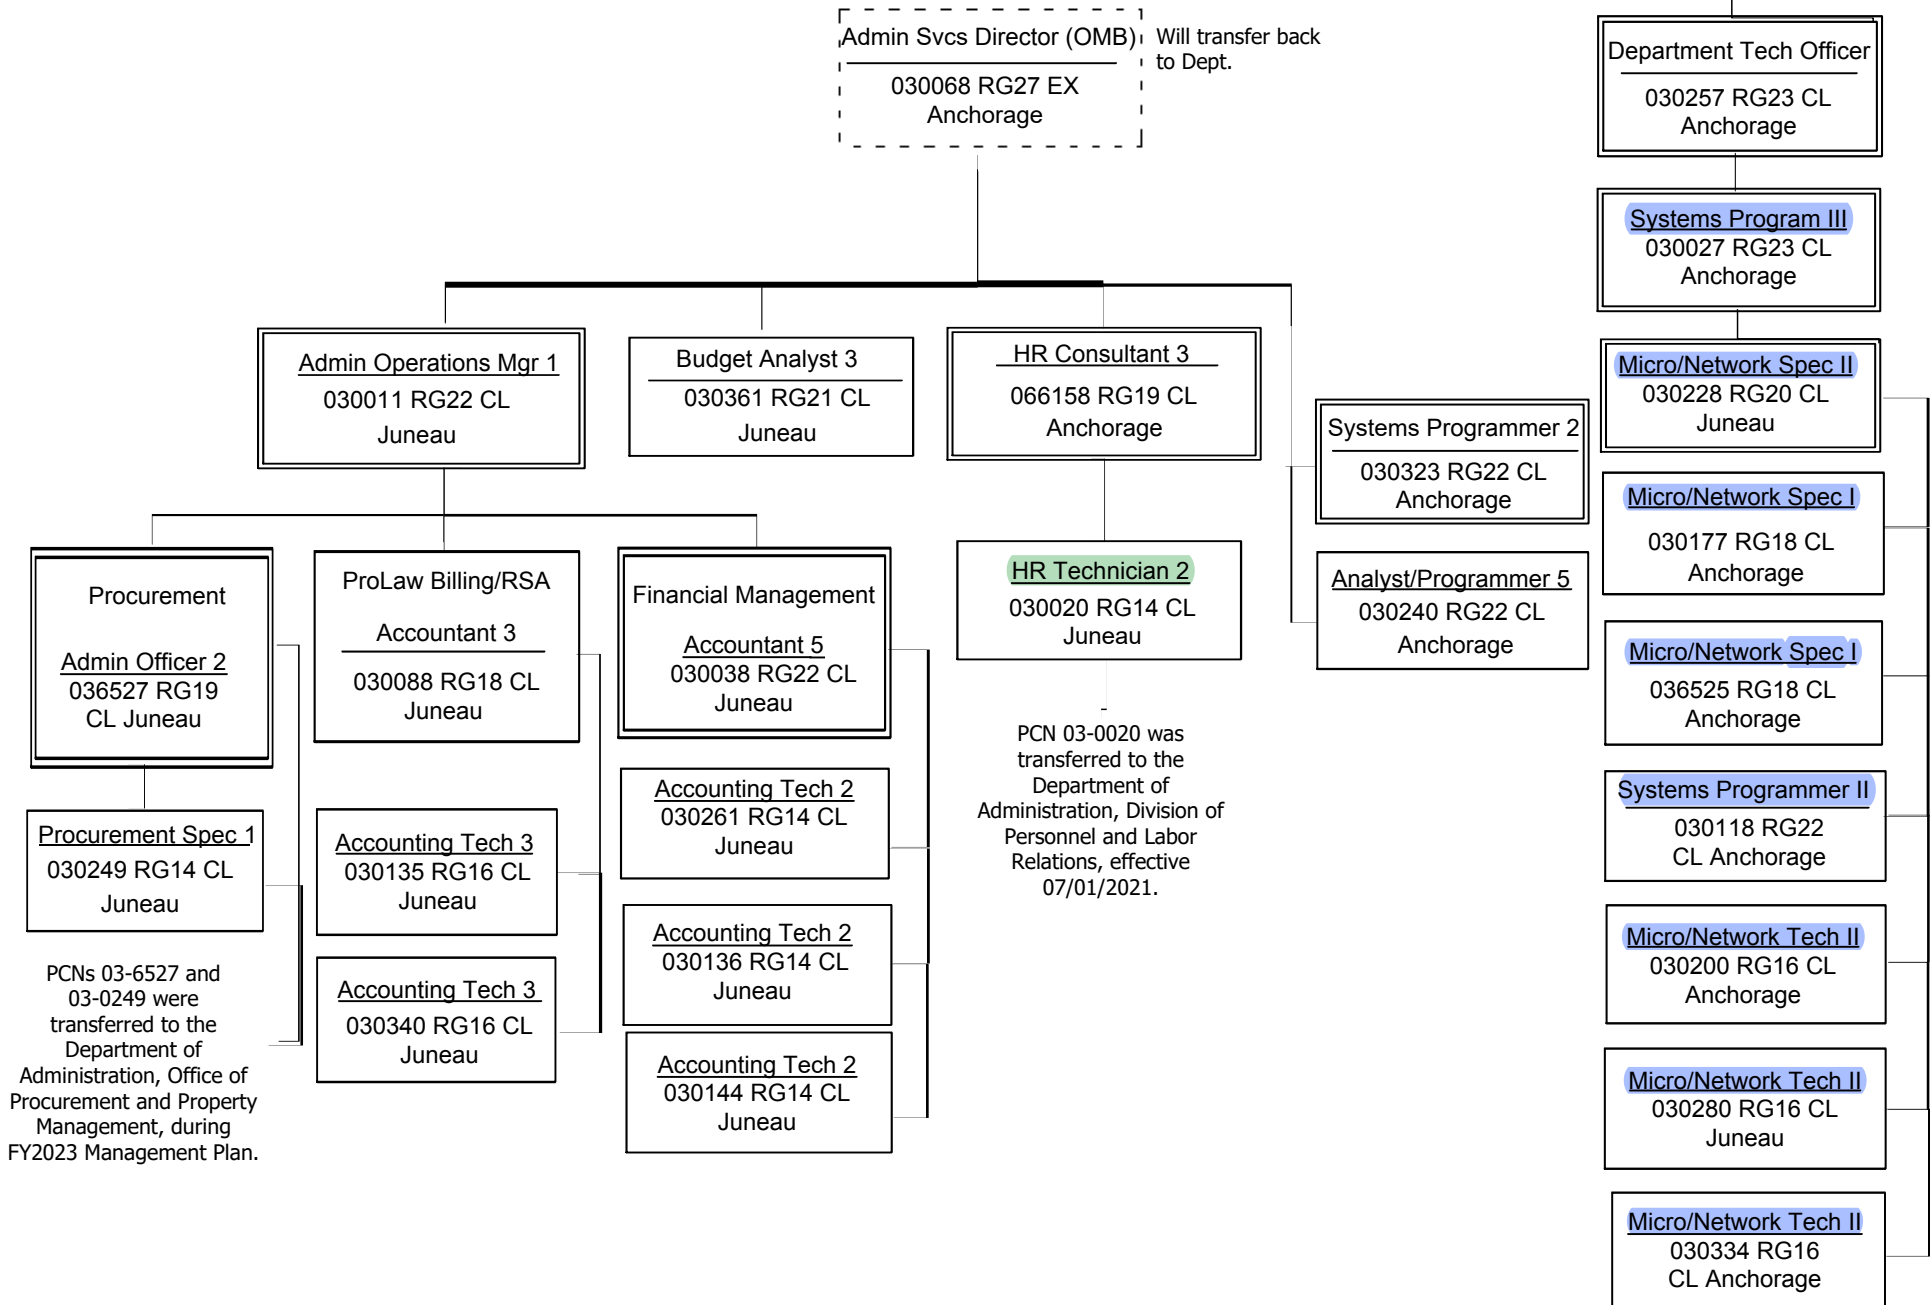 Admin Svcs Director (OMB)
030068 RG27 EX
Anchorage
Will transfer back
to Dept.
Admin Operations Mgr 1
030011 RG22 CL
Juneau
Budget Analyst 3
030361 RG21 CL
Juneau
HR Consultant 3
066158 RG19 CL
Anchorage
Systems Programmer 2
030323 RG22 CL
Anchorage
Analyst/Programmer 5
030240 RG22 CL
Anchorage
Procurement
Admin Officer 2
036527 RG19
CL Juneau
Procurement Spec 1
030249 RG14 CL
Juneau
PCNs 03-6527 and
03-0249 were
transferred to the
Department of
Administration, Office of
Procurement and Property
Management, during
FY2023 Management Plan.
ProLaw Billing/RSA
Accountant 3
030088 RG18 CL
Juneau
Accounting Tech 3
030135 RG16 CL
Juneau
Accounting Tech 3
030340 RG16 CL
Juneau
Financial Management
Accountant 5
030038 RG22 CL
Juneau
Accounting Tech 2
030261 RG14 CL
Juneau
Accounting Tech 2
030136 RG14 CL
Juneau
Accounting Tech 2
030144 RG14 CL
Juneau
HR Technician 2
030020 RG14 CL
Juneau
PCN 03-0020 was
transferred to the
Department of
Administration, Division of
Personnel and Labor
Relations, effective
07/01/2021.
Department Tech Officer
030257 RG23 CL
Anchorage
Systems Program III
030027 RG23 CL
Anchorage
Micro/Network Spec II
030228 RG20 CL
Juneau
Micro/Network Spec I
030177 RG18 CL
Anchorage
Micro/Network Spec I
036525 RG18 CL
Anchorage
Systems Programmer II
030118 RG22
CL Anchorage
Micro/Network Tech II
030200 RG16 CL
Anchorage
Micro/Network Tech II
030280 RG16 CL
Juneau
Micro/Network Tech II
030334 RG16
CL Anchorage